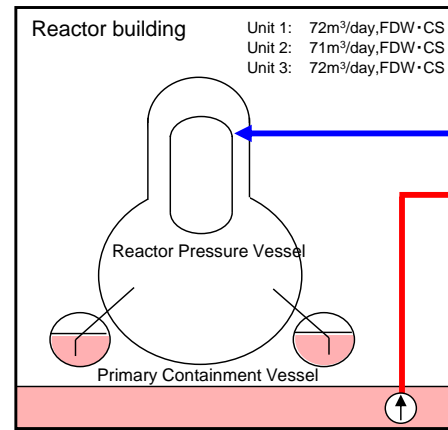 Reactor building
Unit 1: 72m³/day,FDW・CS
Unit 2: 71m³/day,FDW・CS
Unit 3: 72m³/day,FDW・CS
Reactor Pressure Vessel
Primary Containment Vessel